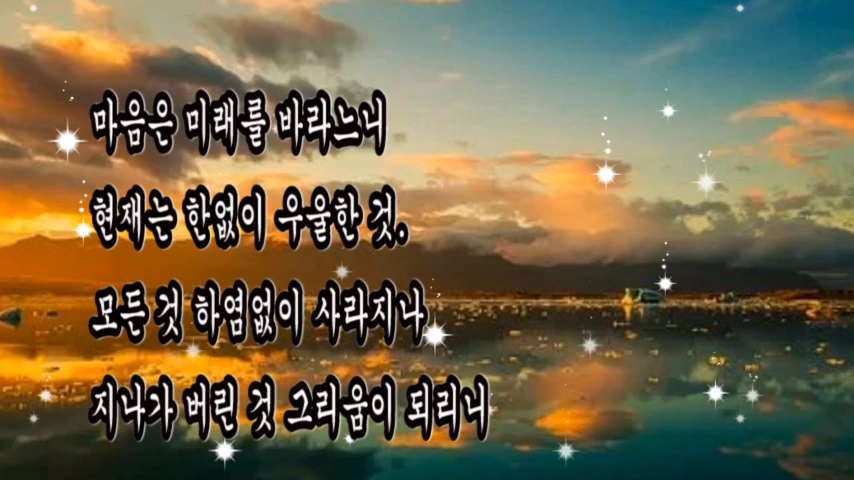 마음은 미래를 바라느니
현재는 한없이 우울한 것.
모든 것 하염없이 사라지나
지나가 버린 것 그리움이 되리니